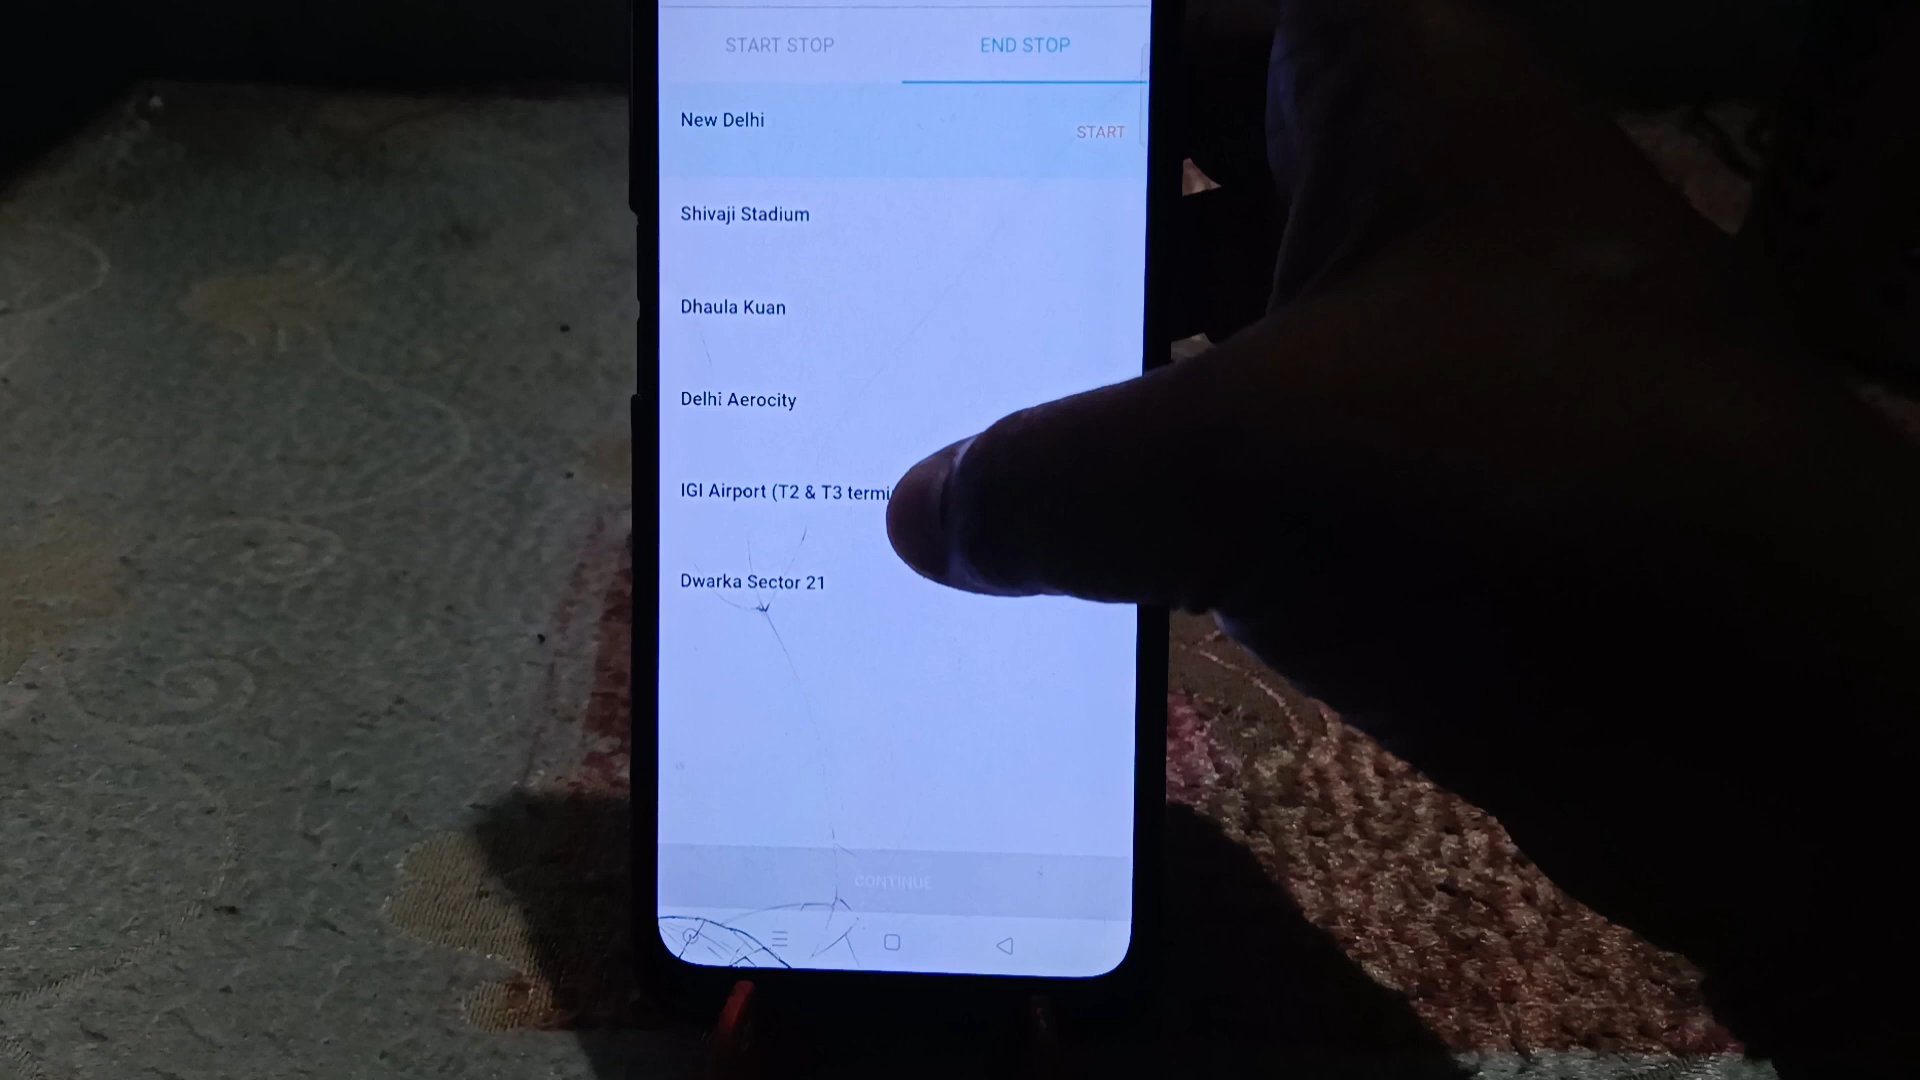 START STOP
END STOP
New Delhi
START
Shivaji Stadium
Dhaula Kuan
Delhi Aerocity
IGI Airport (T2 & T3
Dwarka Sector 21
CONTINUE